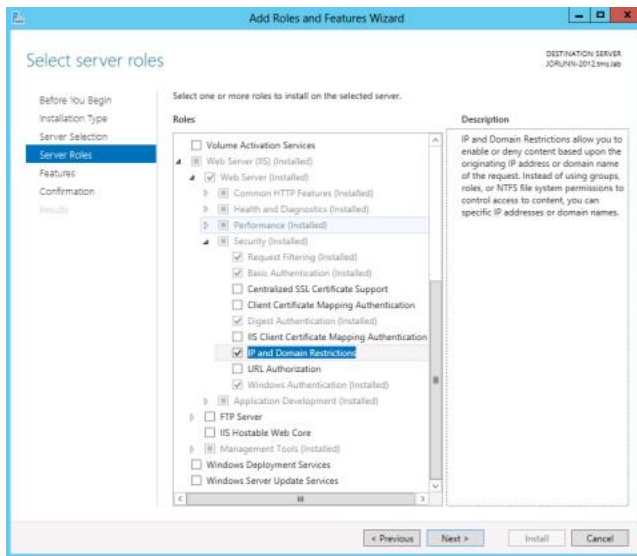 Add Roles and Features Wizard
Select server roles
DESTINATION SERVER
JORUNN-2012.tms.lab
Before You Begin
Installation Type
Server Selection
Server Roles
Features
Confirmation
Results
Select one or more roles to install on the selected server.
Roles
Volume Activation Services
Web Server (IIS) (Installed)
Web Server (Installed)
Common HTTP Features (Installed)
Health and Diagnostics (Installed)
Performance (Installed)
Security (Installed)
Request Filtering (Installed)
Basic Authentication (Installed)
Centralized SSL Certificate Support
Client Certificate Mapping Authentication
Digest Authentication (Installed)
IIS Client Certificate Mapping Authentication
IP and Domain Restrictions
URL Authorization
Windows Authentication (Installed)
Application Development (Installed)
FTP Server
IIS Hostable Web Core
Management Tools (Installed)
Windows Deployment Services
Windows Server Update Services
Description
IP and Domain Restrictions allow you to
enable or deny content based upon the
originating IP address or domain name
of the request. Instead of using groups,
roles, or NTFS file system permissions to
control access to content, you can
specific IP addresses or domain names.
< Previous
Next >
Install
Cancel